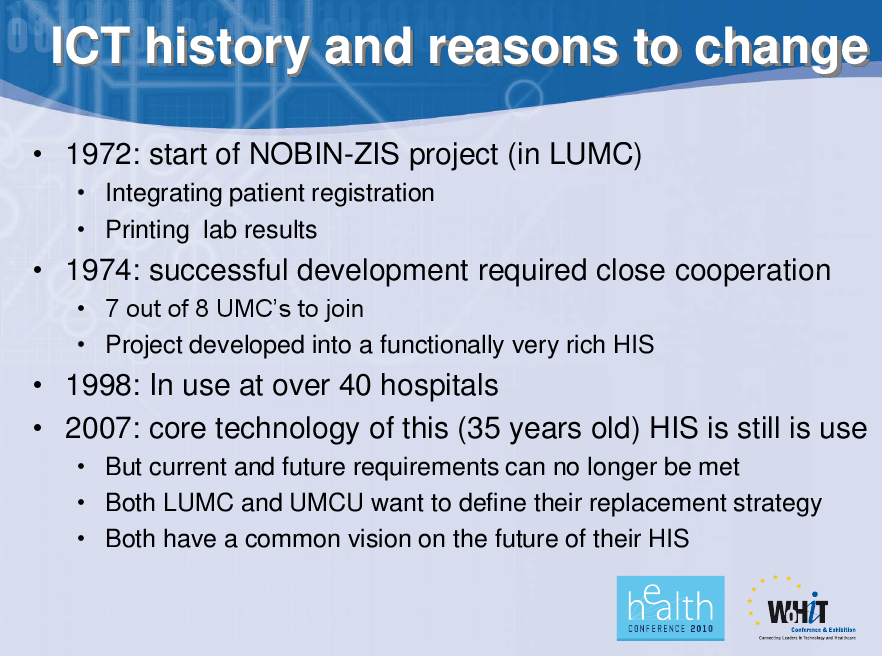 ICT history and reasons to change
• 1972: start of NOBIN-ZIS project (in LUMC)
• Integrating patient registration
• Printing lab results
• 1974: successful development required close cooperation
• 7 out of 8 UMC's to join
• Project developed into a functionally very rich HIS
• 1998: In use at over 40 hospitals
• 2007: core technology of this (35 years old) HIS is still is use
• But current and future requirements can no longer be met
• Both LUMC and UMCU want to define their replacement strategy
• Both have a common vision on the future of their HIS
health
CONFERENCE 2010
WoHiT
Conference & Exhibition
Connecting Leaders in Technology and Healthcare